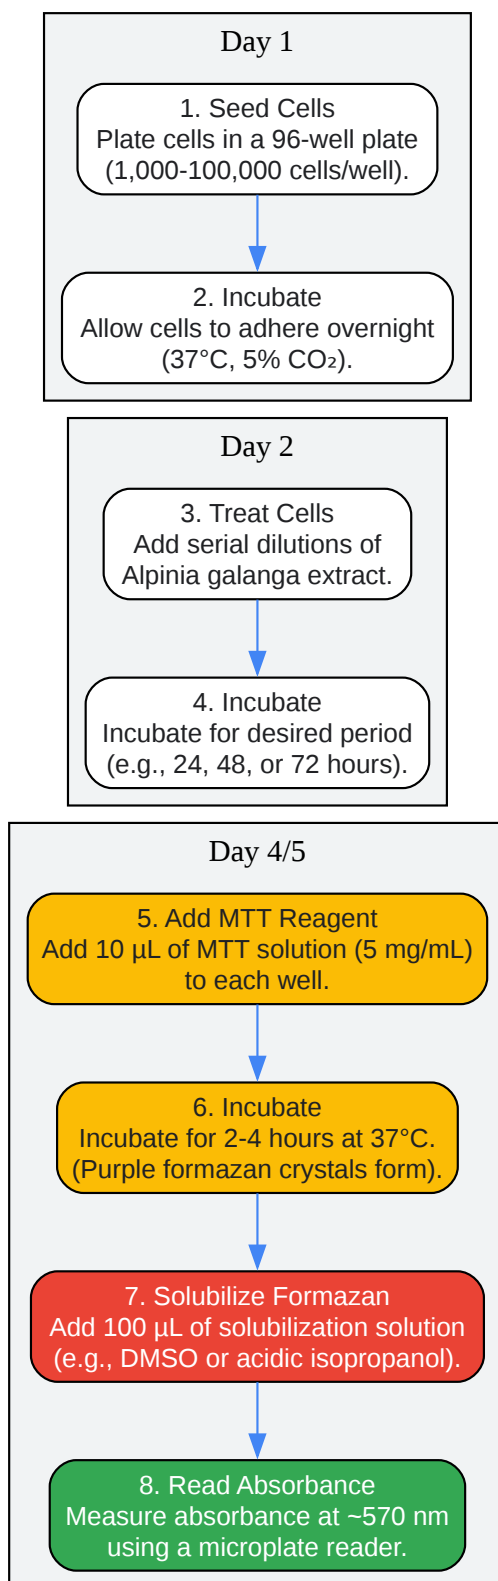 Day 1
1. Seed Cells
Plate cells in a 96-well plate
(1,000-100,000 cells/well).
2. Incubate
Allow cells to adhere overnight
(37°C, 5% CO₂).
Day 2
3. Treat Cells
Add serial dilutions of
Alpinia galanga extract.
4. Incubate
Incubate for desired period
(e.g., 24, 48, or 72 hours).
Day 4/5
5. Add MTT Reagent
Add 10 µL of MTT solution (5 mg/mL)
to each well.
6. Incubate
Incubate for 2-4 hours at 37°C.
(Purple formazan crystals form).
7. Solubilize Formazan
Add 100 µL of solubilization solution
(e.g., DMSO or acidic isopropanol).
8. Read Absorbance
Measure absorbance at ~570 nm
using a microplate reader.